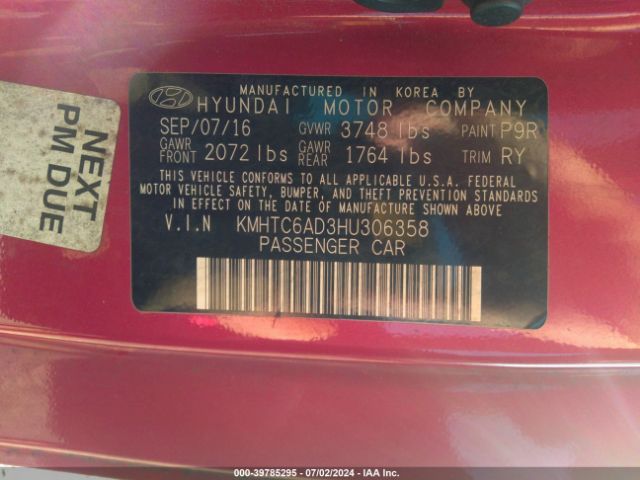 NEXT
PM DUE
MANUFACTURED IN KOREA BY
HYUNDAI MOTOR COMPANY
SEP/07/16 GVWR 3748 lbs PAINT P9R
GAWR FRONT 2072 lbs GAWR REAR 1764 lbs TRIM RY
THIS VEHICLE CONFORMS TO ALL APPLICABLE U.S.A. FEDERAL
MOTOR VEHICLE SAFETY, BUMPER, AND THEFT PREVENTION STANDARDS
IN EFFECT ON THE DATE OF MANUFACTURE SHOWN ABOVE.
V.I.N KMHTC6AD3HU306358
PASSENGER CAR
000-39785295 - 07/02/2024 - IAA Inc.